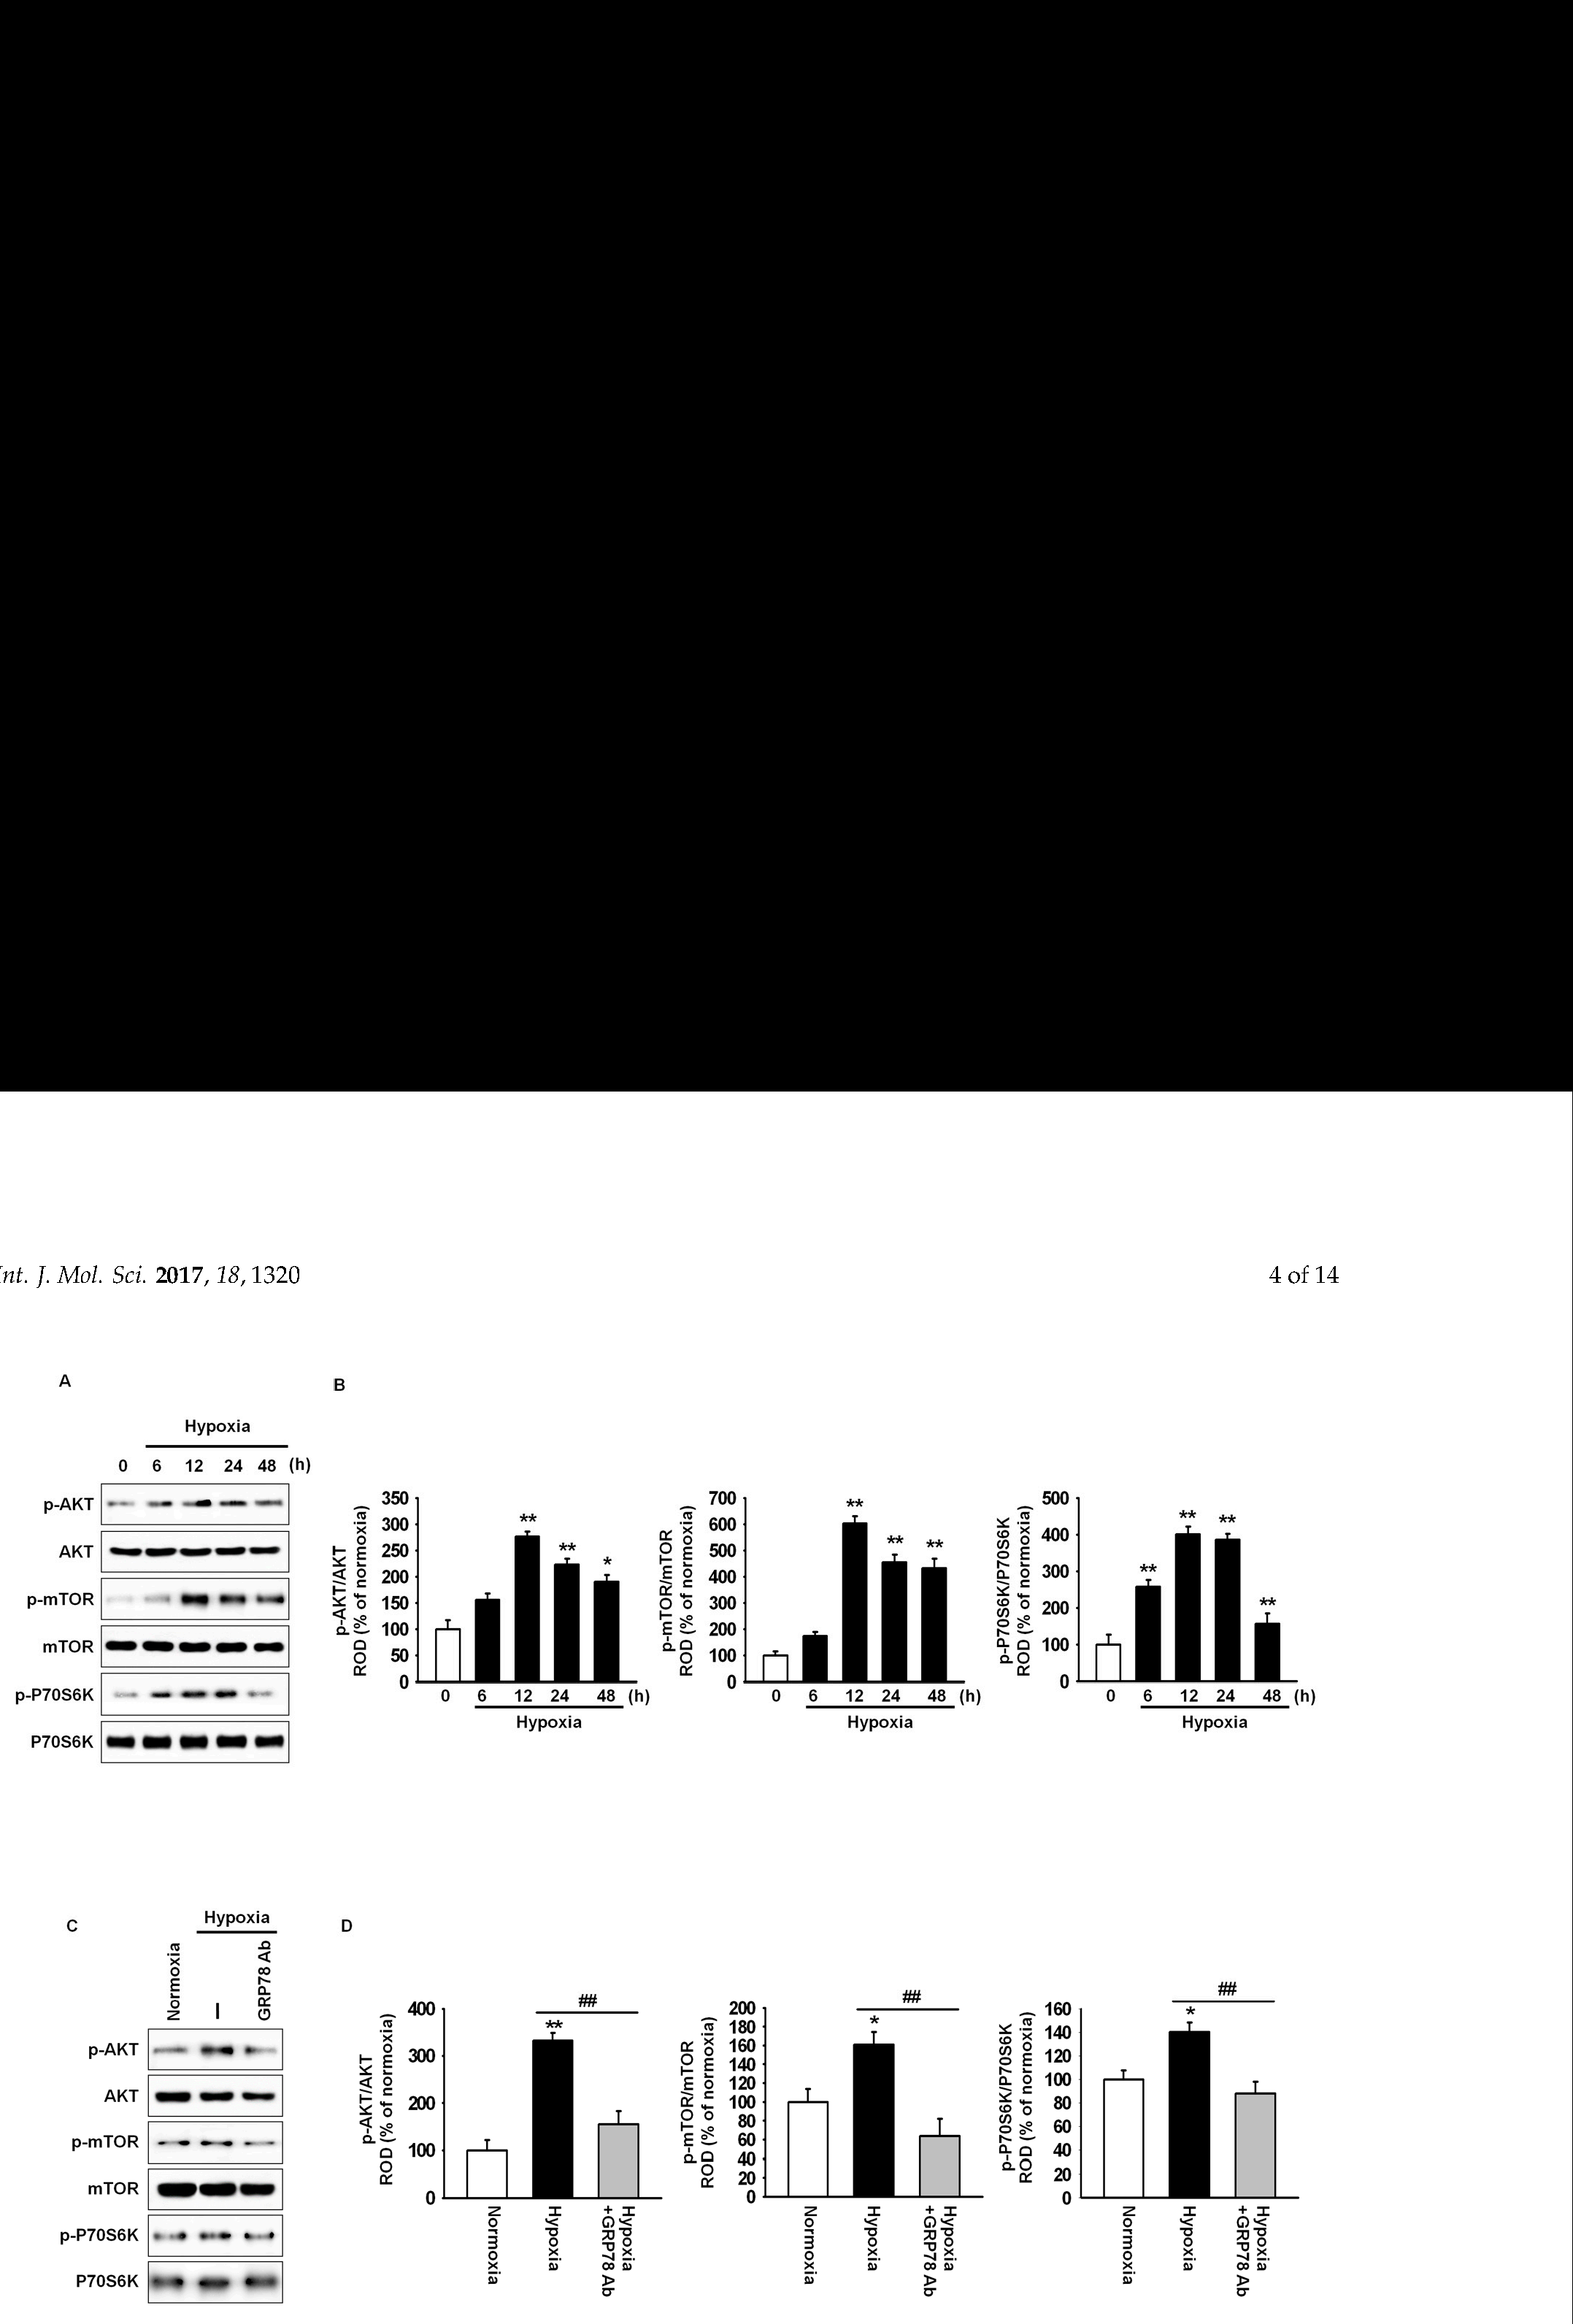 Int. J. Mol. Sci. 2017, 18, 1320
4 of 14
A
Hypoxia
0 6 12 24 48 (h)
p-AKT
AKT
p-mTOR
mTOR
p-P70S6K
P70S6K
B
p-AKT/AKT
ROD (% of normoxia)
350
300
250
200
150
100
50
0
**
**
*
0 6 12 24 48 (h)
Hypoxia
p-mTOR/mTOR
ROD (% of normoxia)
700
600
500
400
300
200
100
0
**
**
**
0 6 12 24 48 (h)
Hypoxia
p-P70S6K/P70S6K
ROD (% of normoxia)
500
400
300
200
100
0
**
**
**
**
0 6 12 24 48 (h)
Hypoxia
C
Hypoxia
Normoxia
–
GRP78 Ab
p-AKT
AKT
p-mTOR
mTOR
p-P70S6K
P70S6K
D
p-AKT/AKT
ROD (% of normoxia)
400
300
200
100
0
##
**
Normoxia
Hypoxia
Hypoxia
+GRP78 Ab
p-mTOR/mTOR
ROD (% of normoxia)
200
180
160
140
120
100
80
60
40
20
0
##
*
Normoxia
Hypoxia
Hypoxia
+GRP78 Ab
p-P70S6K/P70S6K
ROD (% of normoxia)
160
140
120
100
80
60
40
20
0
##
*
Normoxia
Hypoxia
Hypoxia
+GRP78 Ab